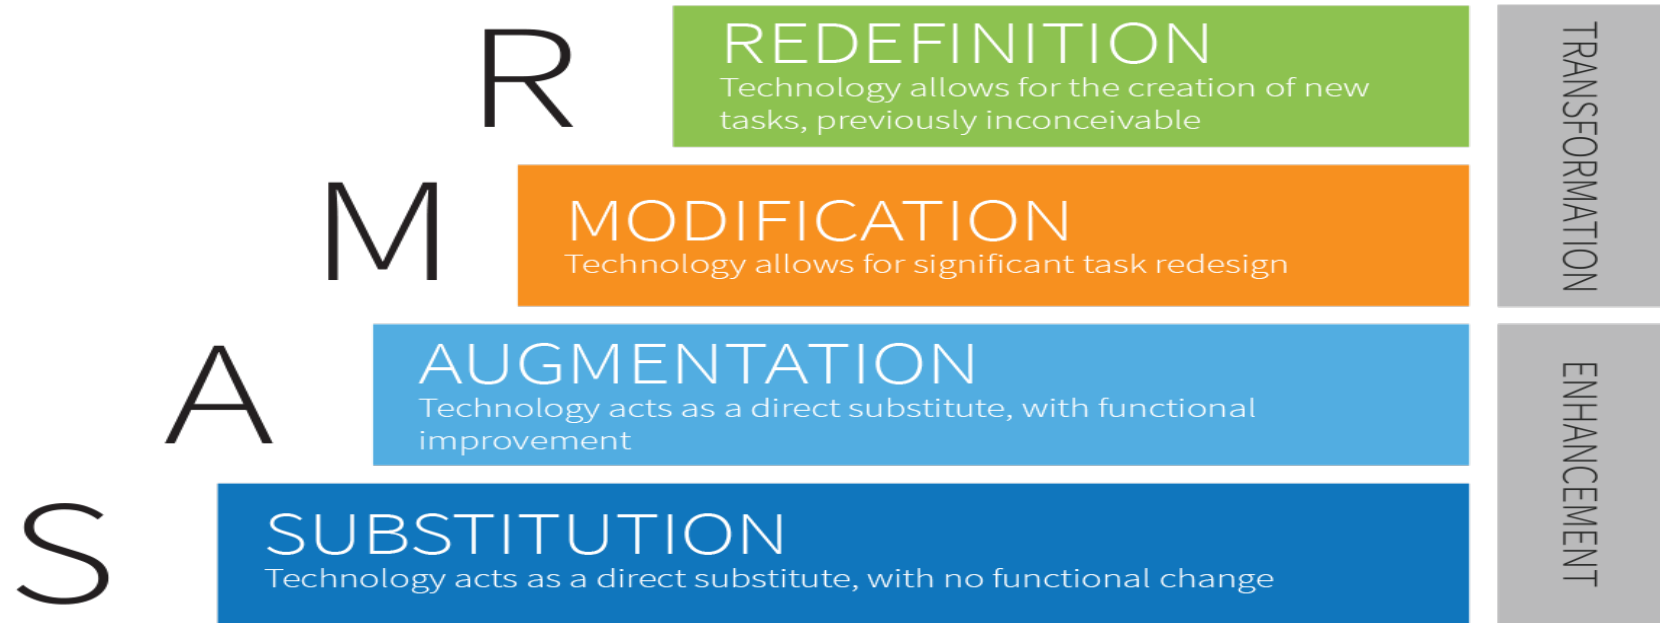 R
REDEFINITION
Technology allows for the creation of new
tasks, previously inconceivable
M
MODIFICATION
Technology allows for significant task redesign
TRANSFORMATION
A
AUGMENTATION
Technology acts as a direct substitute, with functional
improvement
S
SUBSTITUTION
Technology acts as a direct substitute, with no functional change
ENHANCEMENT